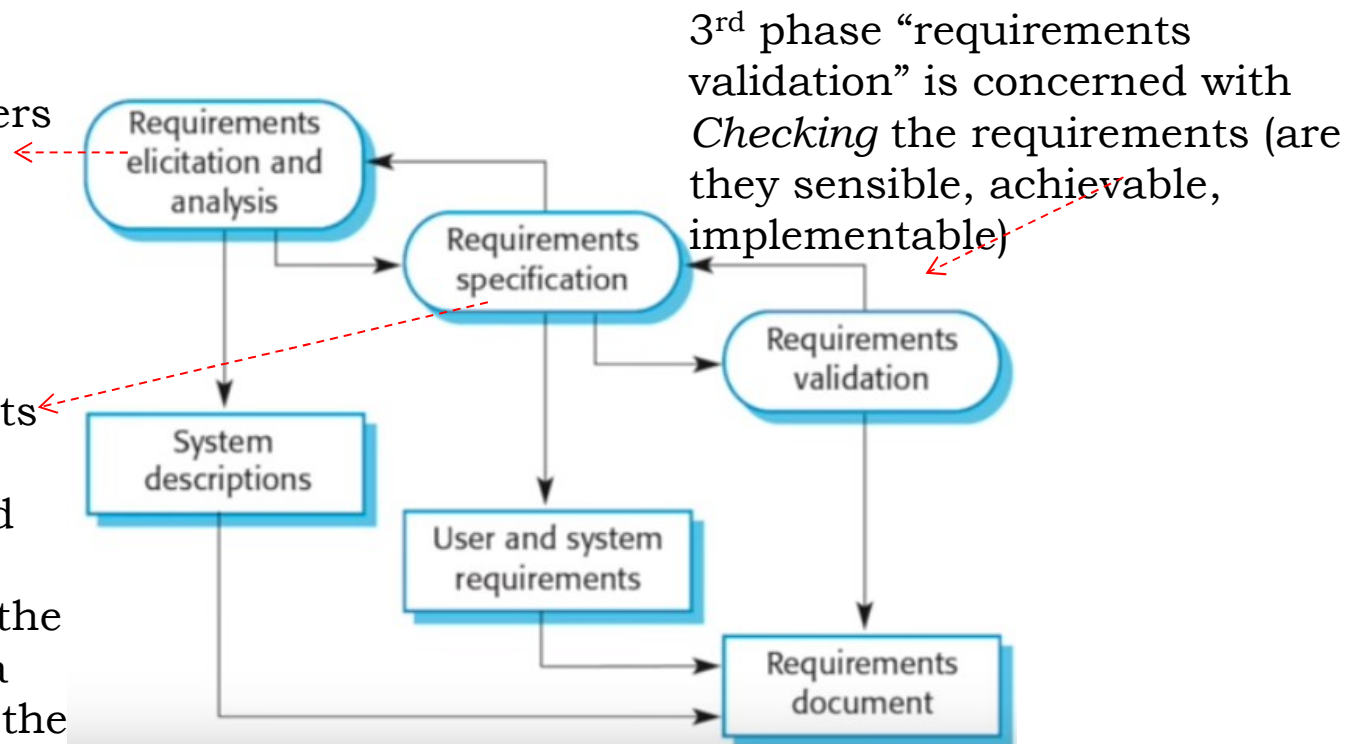 3rd phase “requirements
validation” is concerned with
Checking the requirements (are
they sensible, achievable,
implementable)
ers
Requirements
elicitation and
analysis
Requirements
specification
Requirements
validation
ts
System
descriptions
d
User and system
requirements
the
a
the
Requirements
document